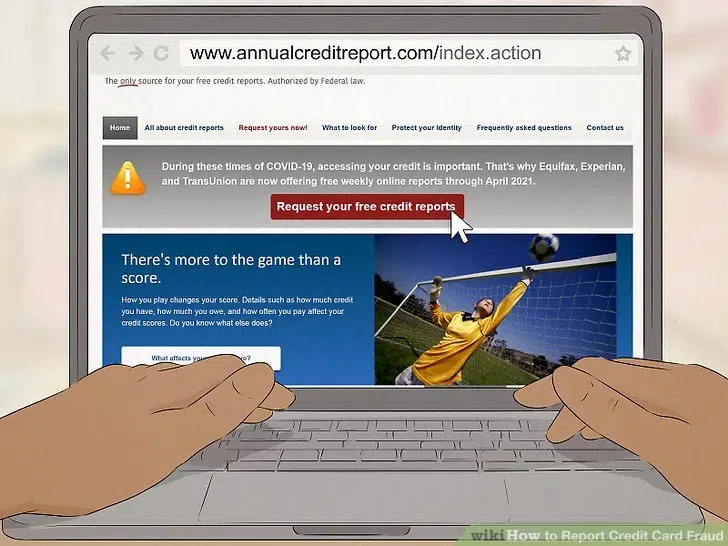 www.annualcreditreport.com/index.action
The only source for your free credit reports. Authorized by Federal law.
Home All about credit reports Request yours now! What to look for Protect your identity Frequently asked questions Contact us
During these times of COVID-19, accessing your credit is important. That's why Equifax, Experian,
and TransUnion are now offering free weekly online reports through April 2021.
Request your free credit reports
There's more to the game than a
score.
How you play changes your score. Details such as how much credit
you have, how much you owe, and how often you pay affect your
credit scores. Do you know what else does?
What affects
wikiHow to Report Credit Card Fraud